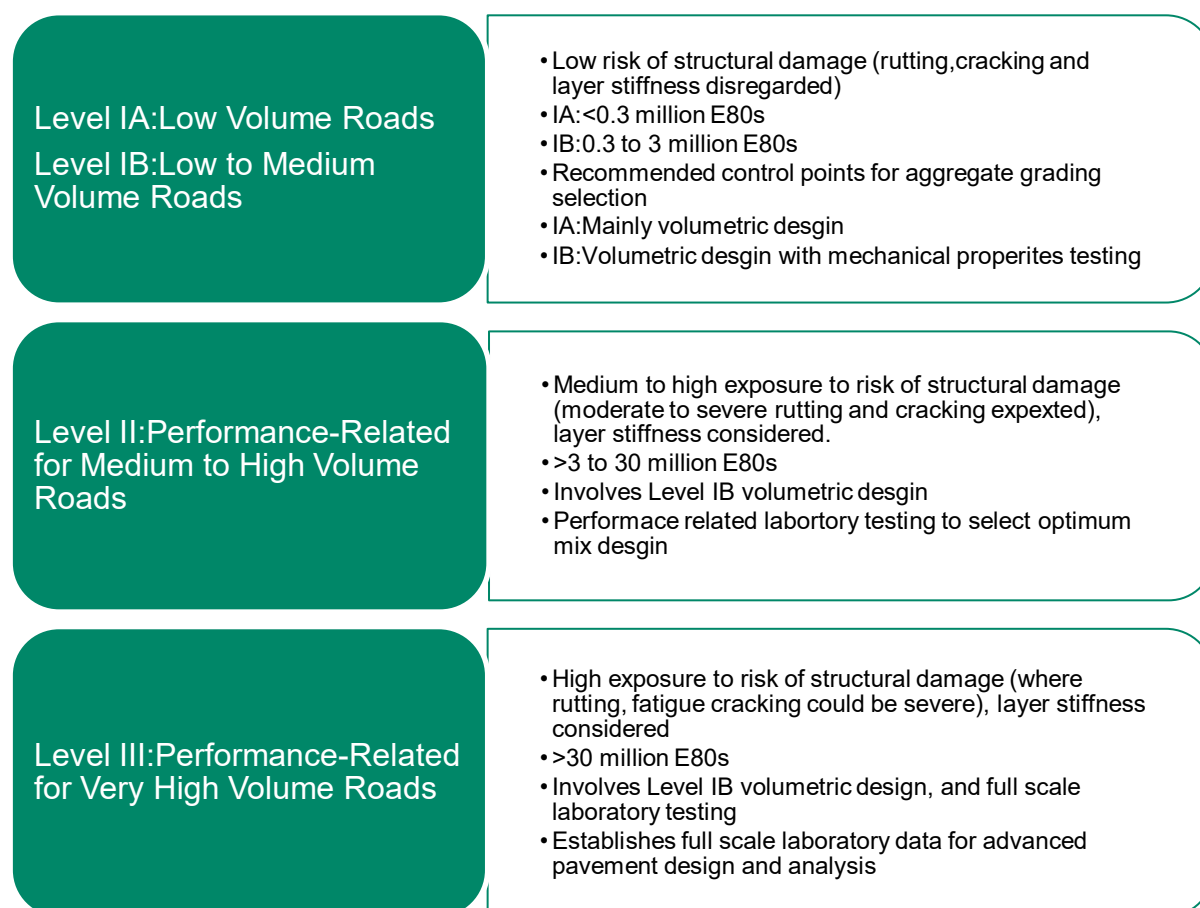 Level IA:Low Volume Roads
Level IB:Low to Medium
Volume Roads
•Low risk of structural damage (rutting,cracking and
layer stiffness disregarded)
•IA:<0.3 million E80s
•IB:0.3 to 3 million E80s
•Recommended control points for aggregate grading
selection
•IA:Mainly volumetric desgin
•IB:Volumetric desgin with mechanical properites testing
Level II:Performance-Related
for Medium to High Volume
Roads
•Medium to high exposure to risk of structural damage
(moderate to severe rutting and cracking expexted),
layer stiffness considered.
•>3 to 30 million E80s
•Involves Level IB volumetric desgin
•Performace related labortory testing to select optimum
mix desgin
Level III:Performance-Related
for Very High Volume Roads
•High exposure to risk of structural damage (where
rutting, fatigue cracking could be severe), layer stiffness
considered
•>30 million E80s
•Involves Level IB volumetric design, and full scale
laboratory testing
•Establishes full scale laboratory data for advanced
pavement design and analysis